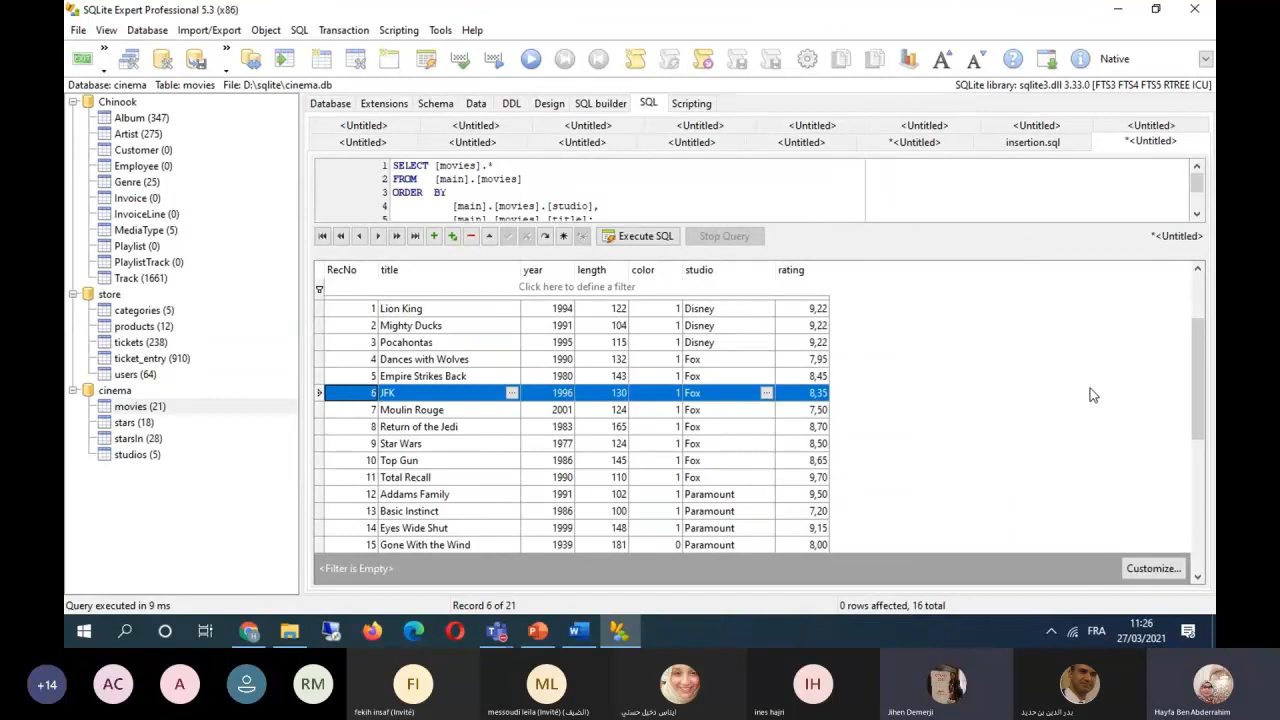 SQLite Expert Professional 5.3 (x86)
File View Database Import/Export Object SQL Transaction Scripting Tools Help
Native
Database: cinema Table: movies File: D:\sqlite\cinema.db
SQLite library: sqlite3.dll 3.33.0 [FTS3 FTS4 FTS5 RTREE ICU]
Chinook
Album (347)
Artist (275)
Customer (0)
Employee (0)
Genre (25)
Invoice (0)
InvoiceLine (0)
MediaType (5)
Playlist (0)
PlaylistTrack (0)
Track (1661)
store
categories (5)
products (12)
tickets (238)
ticket_entry (910)
users (64)
cinema
movies (21)
stars (18)
starsIn (28)
studios (5)
Database Extensions Schema Data DDL Design SQL builder SQL Scripting
<Untitled> <Untitled> <Untitled> <Untitled> <Untitled> <Untitled> <Untitled> <Untitled>
<Untitled> <Untitled> <Untitled> <Untitled> <Untitled> *<Untitled> insertion.sql *<Untitled>
1 SELECT [movies].*
2 FROM [main].[movies]
3 ORDER BY
4 [main].[movies].[studio],
5 [main].[movies].[title];
Execute SQL Stop Query *<Untitled>
RecNo title year length color studio rating
Click here to define a filter
1 Lion King 1994 122 1 Disney 9,22
2 Mighty Ducks 1991 104 1 Disney 9,22
3 Pocahontas 1995 115 1 Disney 9,22
4 Dances with Wolves 1990 132 1 Fox 7,95
5 Empire Strikes Back 1980 143 1 Fox 8,45
6 JFK 1996 130 1 Fox 8,35
7 Moulin Rouge 2001 124 1 Fox 7,50
8 Return of the Jedi 1983 165 1 Fox 8,70
9 Star Wars 1977 124 1 Fox 8,50
10 Top Gun 1986 145 1 Fox 8,65
11 Total Recall 1990 110 1 Fox 9,70
12 Addams Family 1991 102 1 Paramount 9,50
13 Basic Instinct 1986 100 1 Paramount 7,20
14 Eyes Wide Shut 1999 148 1 Paramount 9,15
15 Gone With the Wind 1939 181 0 Paramount 8,00
<Filter is Empty> Customize...
Query executed in 9 ms Record 6 of 21 0 rows affected, 16 total
FRA
11:26
27/03/2021
+14 AC A RM FI ML IH
fekih insaf (Invité)
messoudi leila (Invité) (الضيف)
ايناس دخيل حسني
ines hajri
Jihen Demerji
بدر الدين بن حديد
Hayfa Ben Abderrahim